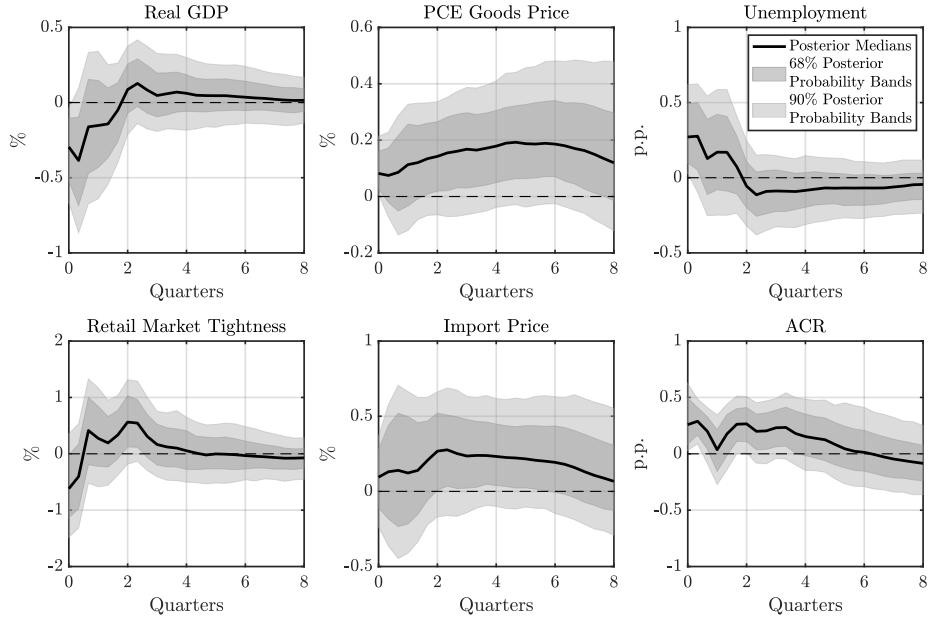 Real GDP
0.5
0
-0.5
-1
%
0 2 4 6 8
Quarters
PCE Goods Price
0.6
0.4
0.2
0
0.2
%
0 2 4 6 8
Quarters
Unemployment
1
0.5
0
-0.5
p.p.
0 2 4 6 8
Quarters
Posterior Medians
68% Posterior
Probability Bands
90% Posterior
Probability Bands
Retail Market Tightness
2
1
0
-1
-2
%
0 2 4 6 8
Quarters
Import Price
1
0.5
0
-0.5
%
0 2 4 6 8
Quarters
ACR
1
0.5
0
-0.5
-1
p.p.
0 2 4 6 8
Quarters